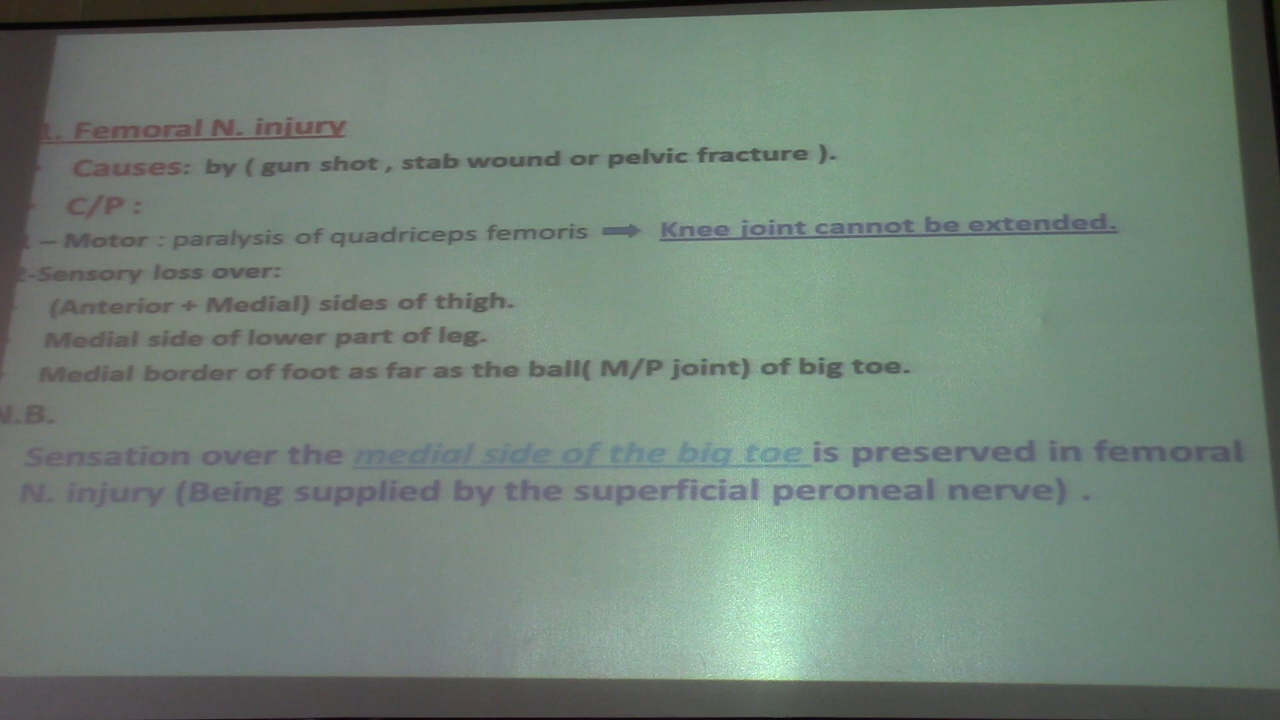 1. Femoral N. injury
Causes: by ( gun shot , stab wound or pelvic fracture ).
C/P :
1 – Motor : paralysis of quadriceps femoris ➡ Knee joint cannot be extended.
2-Sensory loss over:
(Anterior + Medial) sides of thigh.
Medial side of lower part of leg.
Medial border of foot as far as the ball( M/P joint) of big toe.
N.B.
Sensation over the medial side of the big toe is preserved in femoral
N. injury (Being supplied by the superficial peroneal nerve) .